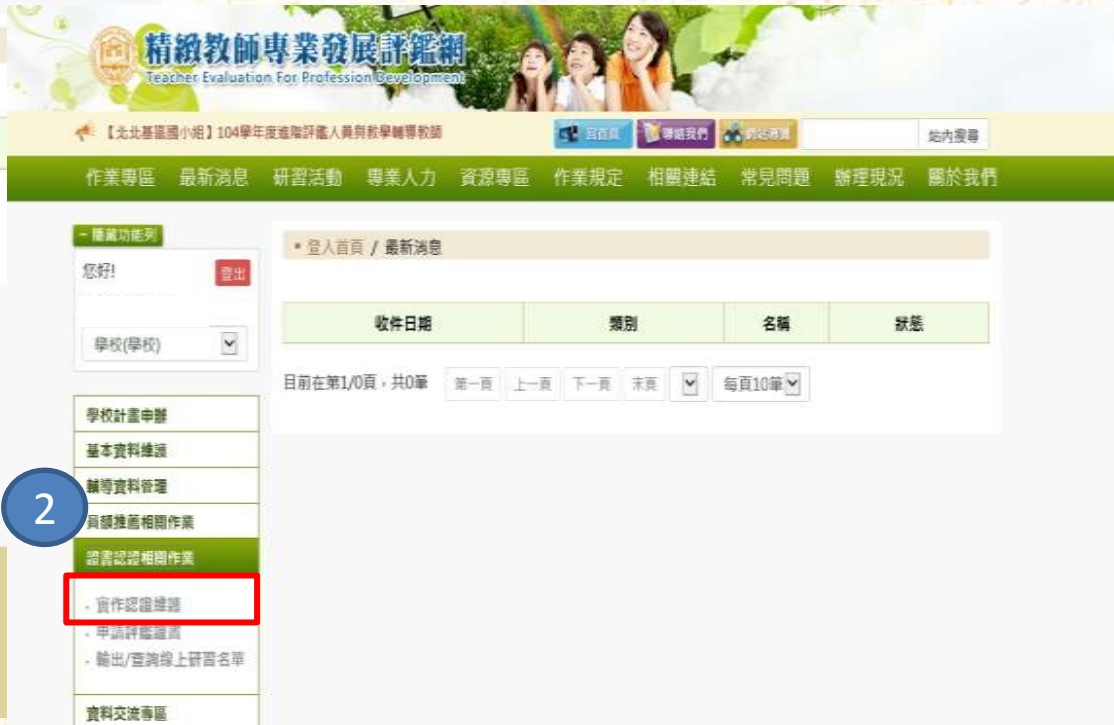 精緻教師專業發展評鑑網
Teacher Evaluation For Profession Development
【北北基區國小組】104學年度進階評鑑人員與教學輔導教師
回首頁 聯絡我們 網站導覽 站內搜尋
作業專區 最新消息 研習活動 專業人力 資源專區 作業規定 相關連結 常見問題 辦理現況 關於我們
- 隱藏功能列
▪ 登入首頁 / 最新消息
您好! 登出
收件日期 類別 名稱 狀態
學校(學校)
目前在第1/0頁，共0筆 第一頁 上一頁 下一頁 末頁 每頁10筆
學校計畫申辦
基本資料維護
輔導資料管理
2
員額推薦相關作業
證書認證相關作業
- 實作認證維護
- 申請評鑑證書
- 輸出/查詢線上研習名單
資料交流專區